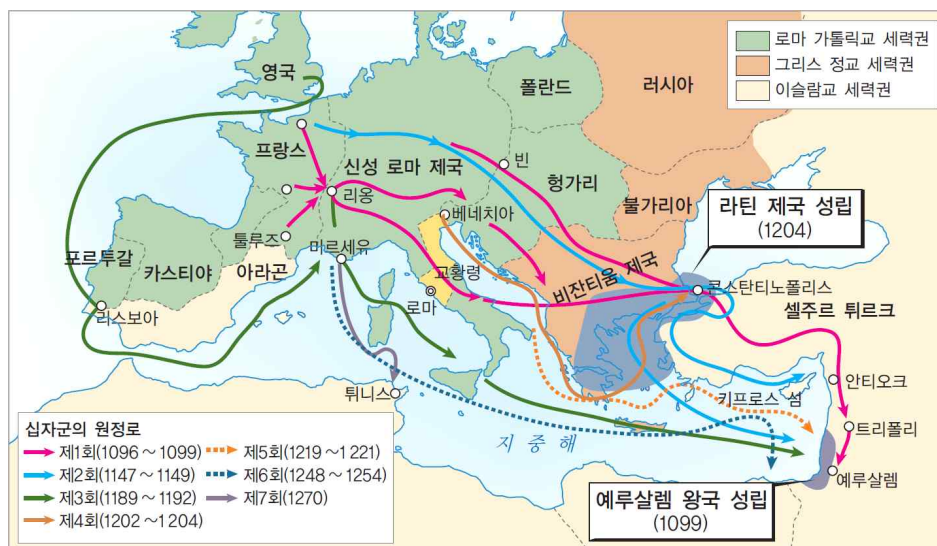 로마 가톨릭교 세력권
그리스 정교 세력권
이슬람교 세력권
영국
폴란드
러시아
프랑스
신성 로마 제국
빈
헝가리
리옹
베네치아
불가리아
라틴 제국 성립
(1204)
툴루즈
마르세유
포르투갈
카스티야
아라곤
교황령
비잔티움 제국
콘스탄티노폴리스
로마
셀주르 튀르크
리스보아
튀니스
안티오크
키프로스 섬
트리폴리
지중해
예루살렘
예루살렘 왕국 성립
(1099)
십자군의 원정로
제1회(1096~1099)
제2회(1147~1149)
제3회(1189~1192)
제4회(1202~1204)
제5회(1219~1221)
제6회(1248~1254)
제7회(1270)